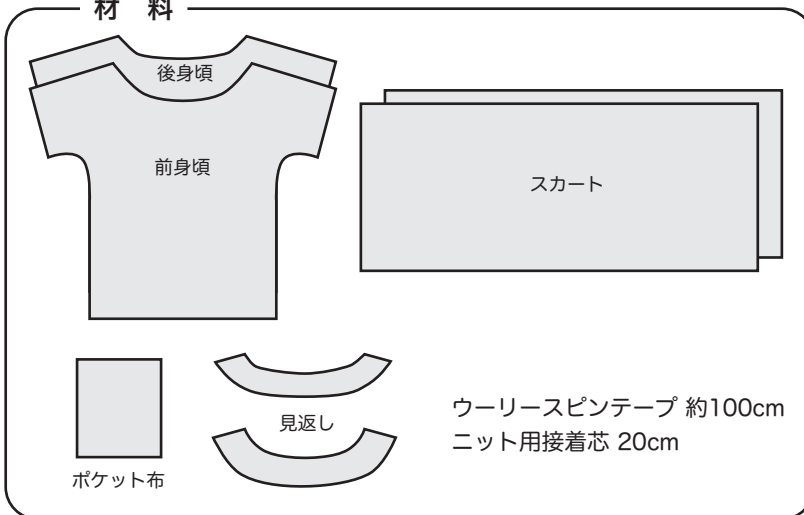 材 料
後身頃
前身頃
スカート
ポケット布
見返し
ウーリースピンテープ 約100cm
ニット用接着芯 20cm